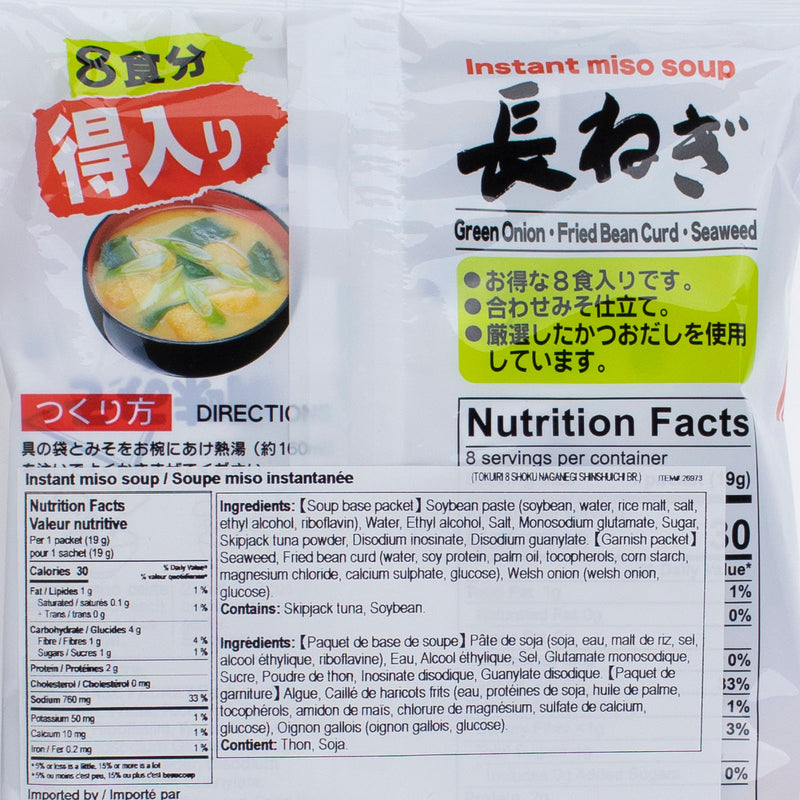 8食分
得入り
Instant miso soup
長ねぎ
Green Onion・Fried Bean Curd・Seaweed
●お得な8食入りです。
●合わせみそ仕立て。
●厳選したかつおだしを使用
しています。
つくり方 DIRECTIO
具の袋とみそをお椀にあけ熱湯（約160
Nutrition Facts
8 servings per container
9g)
30
lue*
1%
0%
0%
33%
1%
3%
0%
Instant miso soup / Soupe miso instantanée
(TOKUIRI 8 SHOKU NAGANEGI SHINSHUICHI BR.) ITEM# 26973
Nutrition Facts
Valeur nutritive
Per 1 packet (19 g)
pour 1 sachet (19 g)
Calories 30
% Daily Value*
% valeur quotidienne*
Fat / Lipides 1 g 1 %
Saturated / saturés 0.1 g
+ Trans / trans 0 g 1 %
Carbohydrate / Glucides 4 g
Fibre / Fibres 1 g 4 %
Sugars / Sucres 1 g 1 %
Protein / Protéines 2 g
Cholesterol / Cholestérol 0 mg
Sodium 760 mg 33 %
Potassium 50 mg 1 %
Calcium 10 mg 1 %
Iron / Fer 0.2 mg 1 %
*5% or less is a little, 15% or more is a lot
*5% ou moins c'est peu, 15% ou plus c'est beaucoup
Imported by / Importé par
Ingredients:【Soup base packet】Soybean paste (soybean, water, rice malt, salt,
ethyl alcohol, riboflavin), Water, Ethyl alcohol, Salt, Monosodium glutamate, Sugar,
Skipjack tuna powder, Disodium inosinate, Disodium guanylate.【Garnish packet】
Seaweed, Fried bean curd (water, soy protein, palm oil, tocopherols, corn starch,
magnesium chloride, calcium sulphate, glucose), Welsh onion (welsh onion,
glucose).
Contains: Skipjack tuna, Soybean.
Ingrédients:【Paquet de base de soupe】Pâte de soja (soja, eau, malt de riz, sel,
alcool éthylique, riboflavine), Eau, Alcool éthylique, Sel, Glutamate monosodique,
Sucre, Poudre de thon, Inosinate disodique, Guanylate disodique.【Paquet de
garniture】Algue, Caillé de haricots frits (eau, protéines de soja, huile de palme,
tocophérols, amidon de maïs, chlorure de magnésium, sulfate de calcium,
glucose), Oignon gallois (oignon gallois, glucose).
Contient: Thon, Soja.